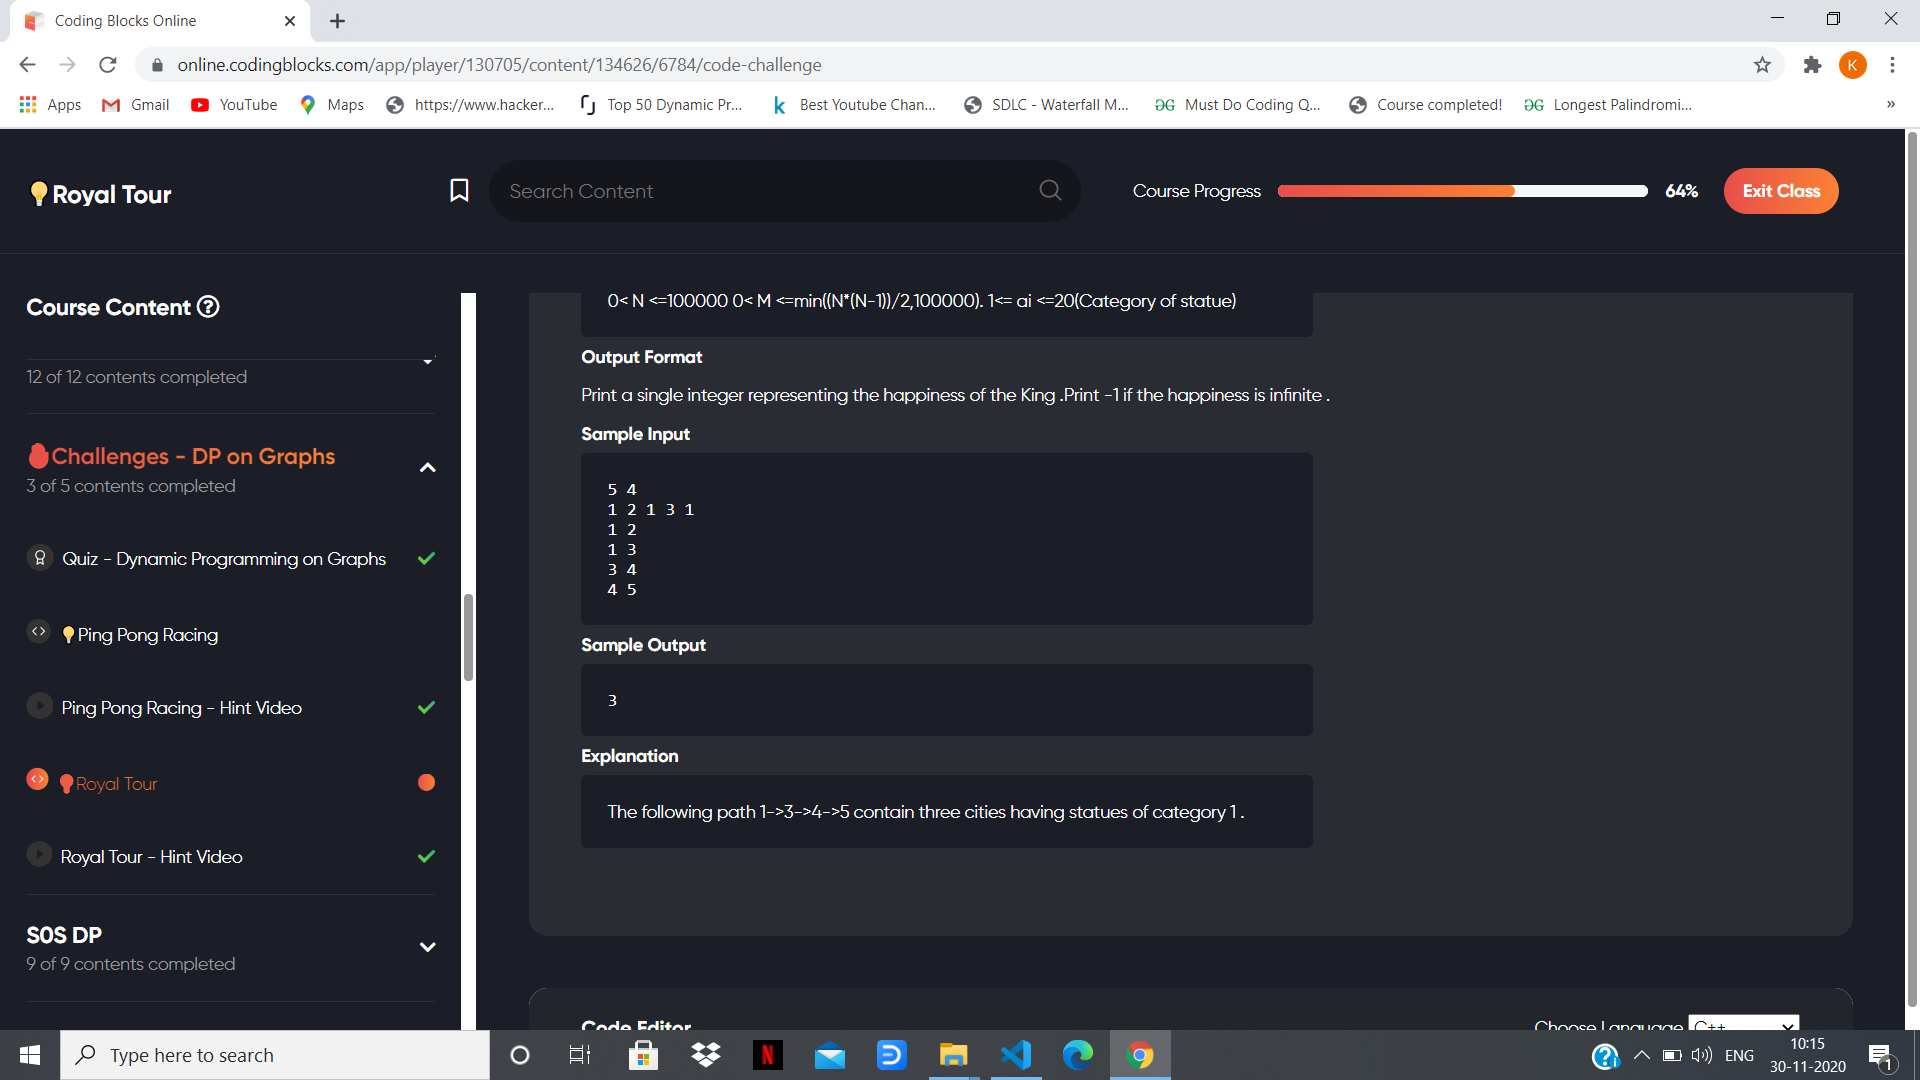 Coding Blocks Online
online.codingblocks.com/app/player/130705/content/134626/6784/code-challenge
K
Apps
Gmail
YouTube
Maps
https://www.hacker...
Top 50 Dynamic Pr...
Best Youtube Chan...
SDLC - Waterfall M...
Must Do Coding Q...
Course completed!
Longest Palindromi...
»
Royal Tour
Search Content
Course Progress
64%
Exit Class
Course Content
12 of 12 contents completed
Challenges - DP on Graphs
3 of 5 contents completed
Quiz - Dynamic Programming on Graphs
Ping Pong Racing
Ping Pong Racing - Hint Video
Royal Tour
Royal Tour - Hint Video
SOS DP
9 of 9 contents completed
0< N <=100000 0< M <=min((N*(N-1))/2,100000). 1<= ai <=20(Category of statue)
Output Format
Print a single integer representing the happiness of the King .Print -1 if the happiness is infinite .
Sample Input
5 4
1 2 1 3 1
1 2
1 3
3 4
4 5
Sample Output
3
Explanation
The following path 1->3->4->5 contain three cities having statues of category 1 .
Code Editor
Choose Language
C++
Type here to search
ENG
10:15
30-11-2020
1